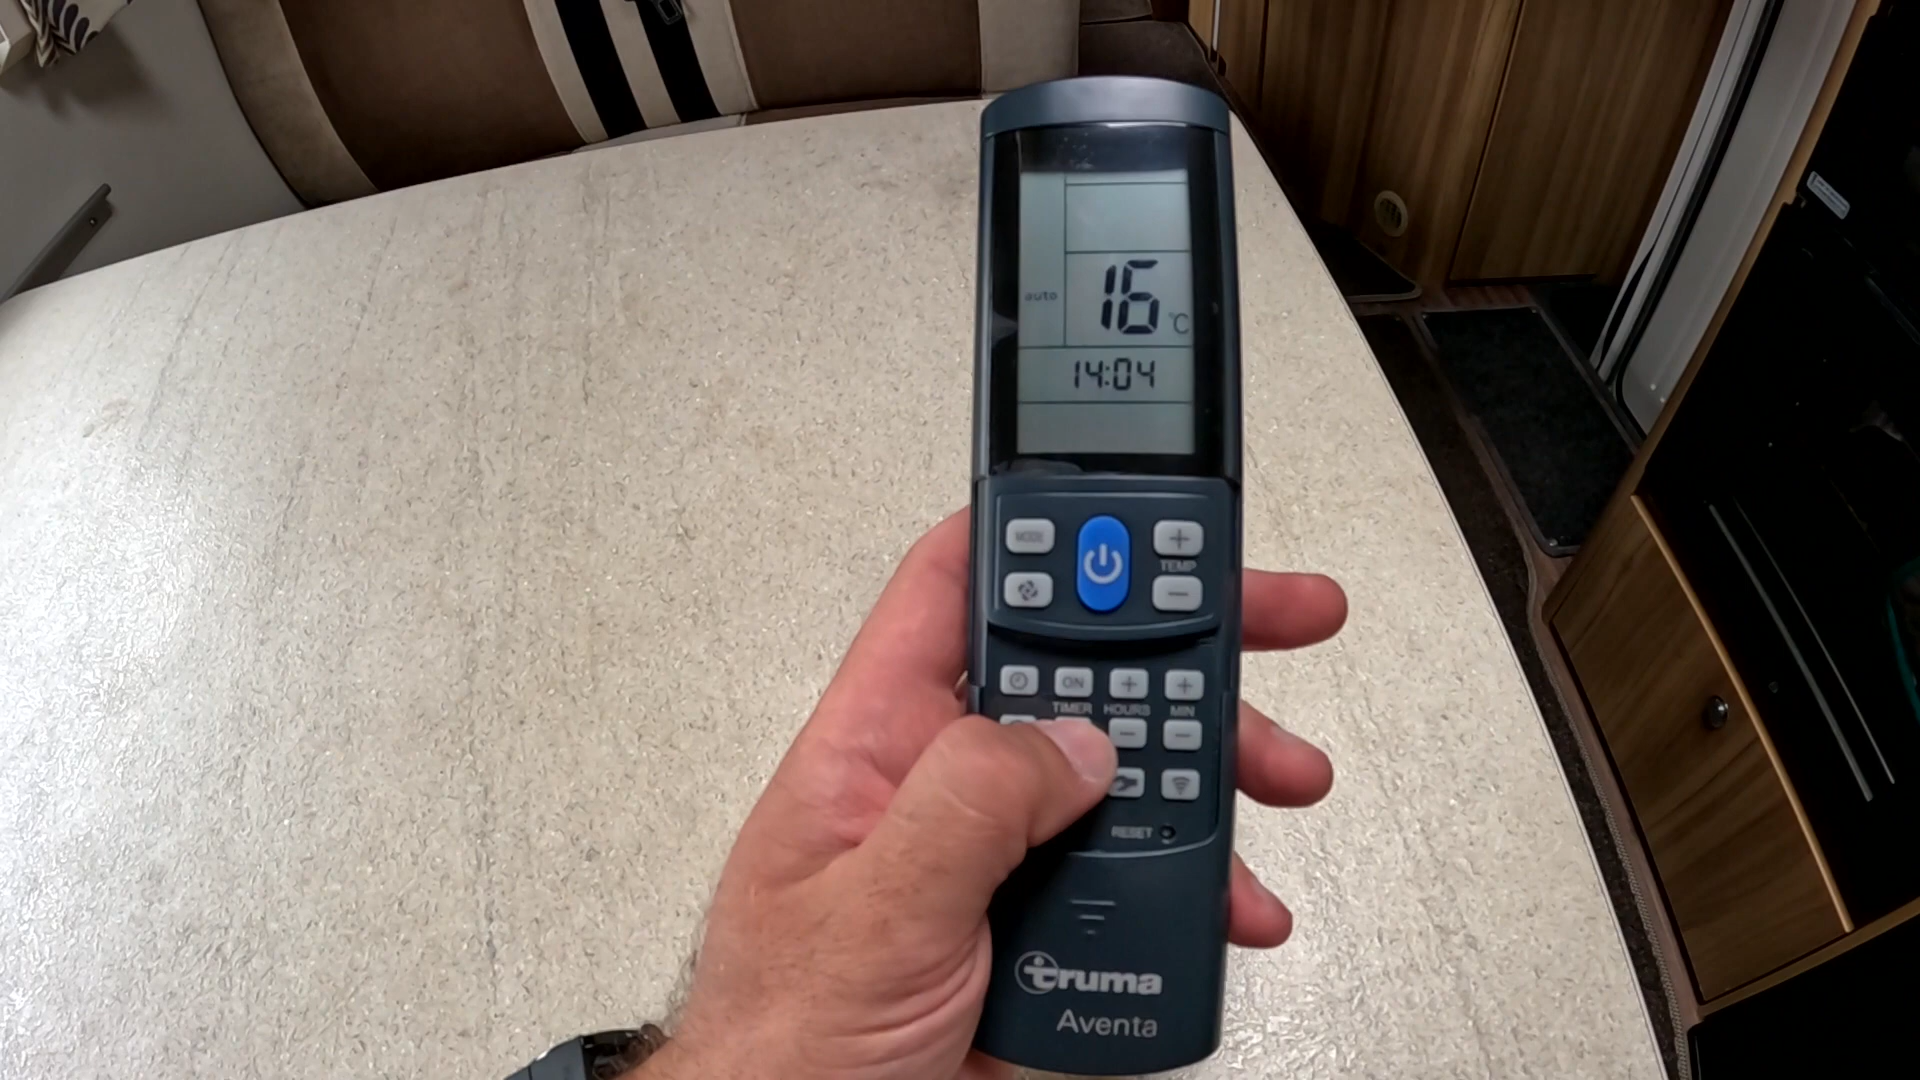 auto
16 °C
14:04
MODE
TEMP
ON
TIMER HOURS MIN
RESET
truma
Aventa